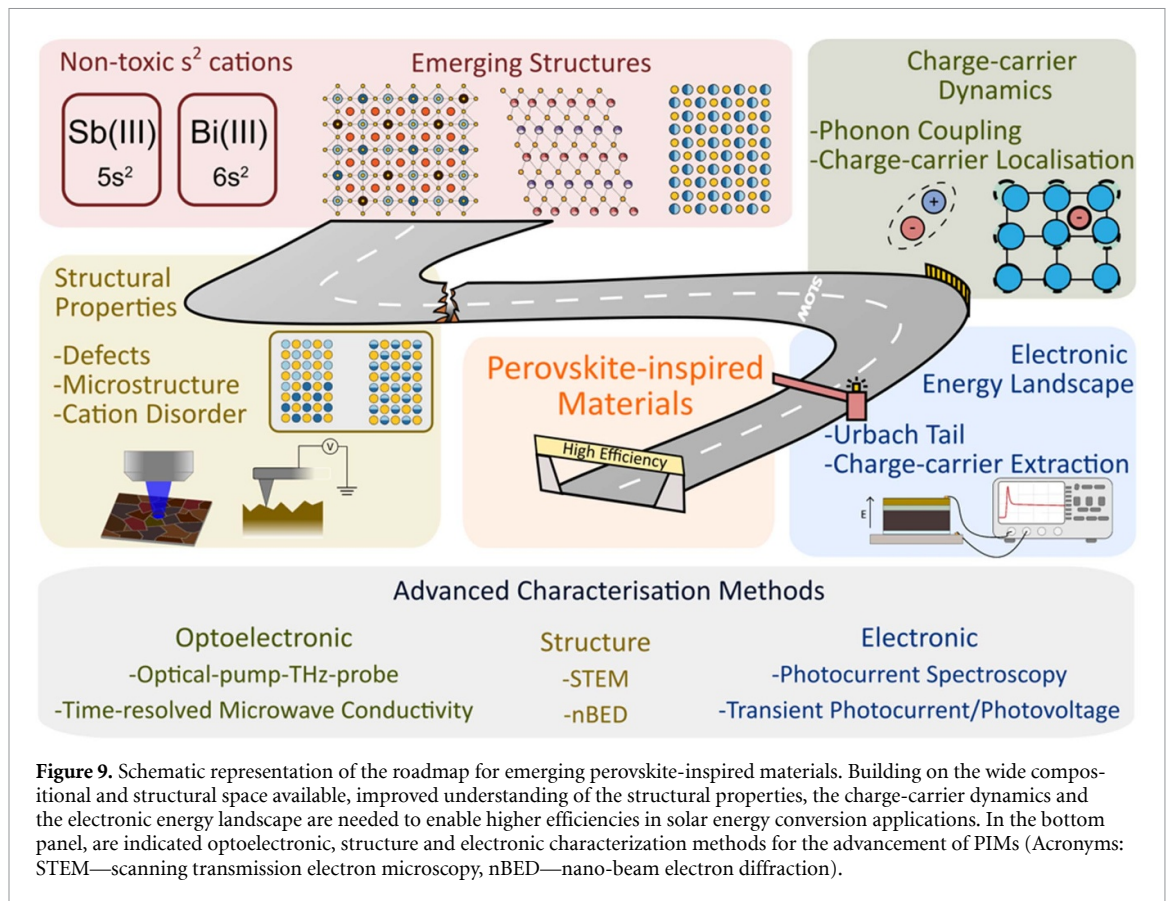 Non-toxic s² cations
Sb(III)
5s²
Bi(III)
6s²
Emerging Structures
Charge-carrier
Dynamics
-Phonon Coupling
-Charge-carrier Localisation
+
-
-
Structural
Properties
-Defects
-Microstructure
-Cation Disorder
V
SLOW
Perovskite-inspired
Materials
High Efficiency
Electronic
Energy Landscape
-Urbach Tail
-Charge-carrier Extraction
E
Advanced Characterisation Methods
Optoelectronic
-Optical-pump-THz-probe
-Time-resolved Microwave Conductivity
Structure
-STEM
-nBED
Electronic
-Photocurrent Spectroscopy
-Transient Photocurrent/Photovoltage
Figure 9. Schematic representation of the roadmap for emerging perovskite-inspired materials. Building on the wide compos-
itional and structural space available, improved understanding of the structural properties, the charge-carrier dynamics and
the electronic energy landscape are needed to enable higher efficiencies in solar energy conversion applications. In the bottom
panel, are indicated optoelectronic, structure and electronic characterization methods for the advancement of PIMs (Acronyms:
STEM—scanning transmission electron microscopy, nBED—nano-beam electron diffraction).